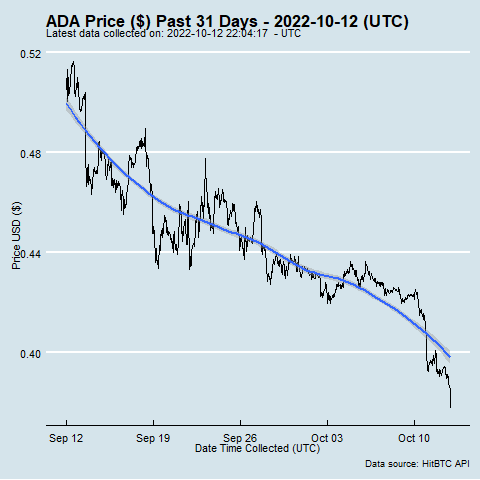 ADA Price ($) Past 31 Days - 2022-10-12 (UTC)
Latest data collected on: 2022-10-12 22:04:17 - UTC
0.52
0.48
0.44
0.40
Price USD ($)
Sep 12 Sep 19 Sep 26 Oct 03 Oct 10
Date Time Collected (UTC)
Data source: HitBTC API